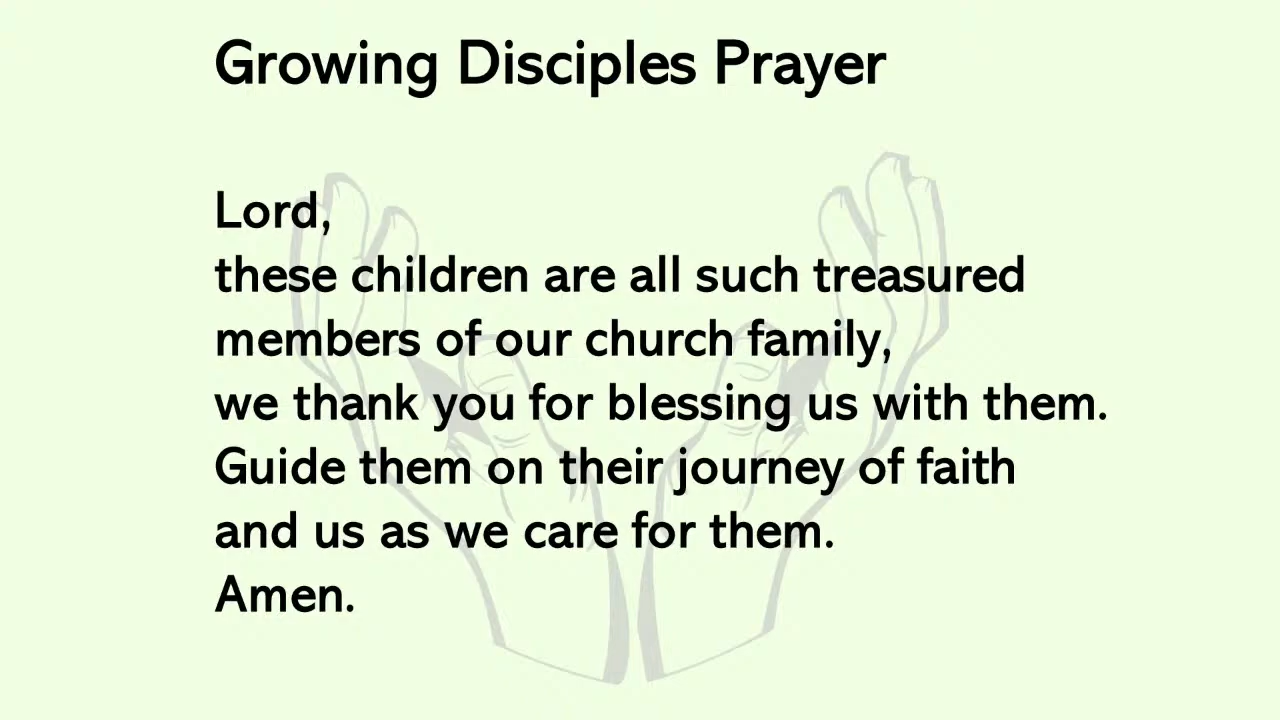 Growing Disciples Prayer
Lord,
these children are all such treasured
members of our church family,
we thank you for blessing us with them.
Guide them on their journey of faith
and us as we care for them.
Amen.